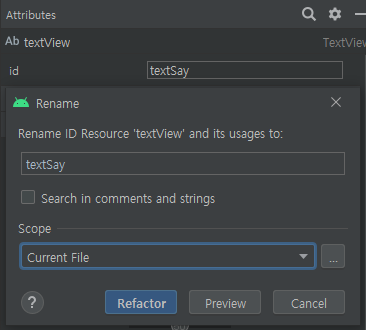 Attributes
Ab textView TextView
id textSay
Rename
Rename ID Resource 'textView' and its usages to:
textSay
Search in comments and strings
Scope
Current File
...
? Refactor Preview Cancel